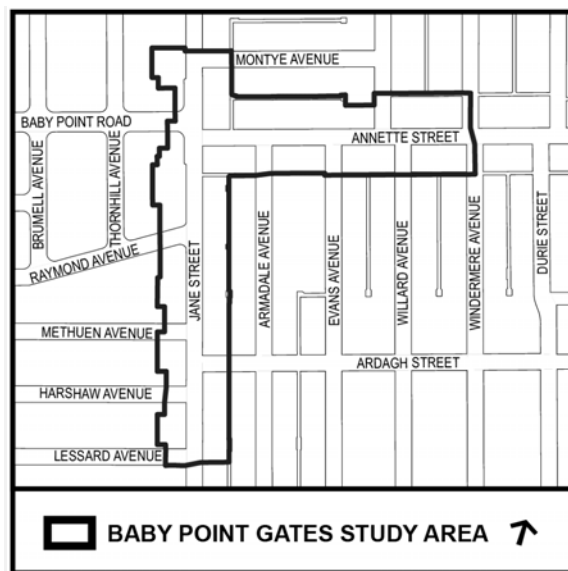 MONTYE AVENUE
BABY POINT ROAD
ANNETTE STREET
BRUMELL AVENUE
THORNHILL AVENUE
RAYMOND AVENUE
JANE STREET
ARMADALE AVENUE
EVANS AVENUE
WILLARD AVENUE
WINDERMERE AVENUE
DURIE STREET
METHUEN AVENUE
ARDAGH STREET
HARSHAW AVENUE
LESSARD AVENUE
BABY POINT GATES STUDY AREA